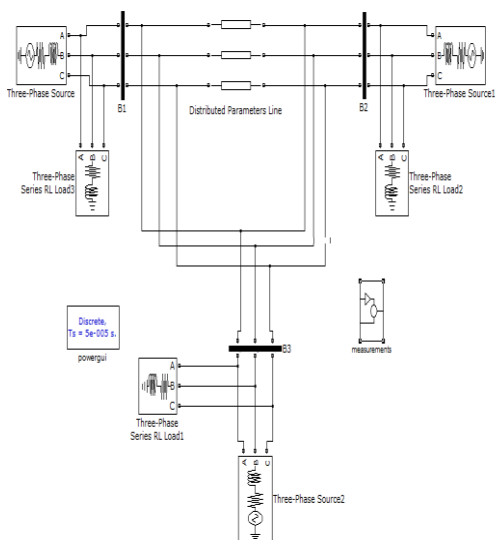 A
B
C
Three-Phase Source
B1
Distributed Parameters Line
B2
A
B
C
Three-Phase Source1
A
B
C
Three-Phase
Series RL Load3
A
B
C
Three-Phase
Series RL Load2
Discrete,
Ts = 5e-005 s.
powergui
measurements
B3
A
B
C
Three-Phase
Series RL Load1
A
B
C
Three-Phase Source2